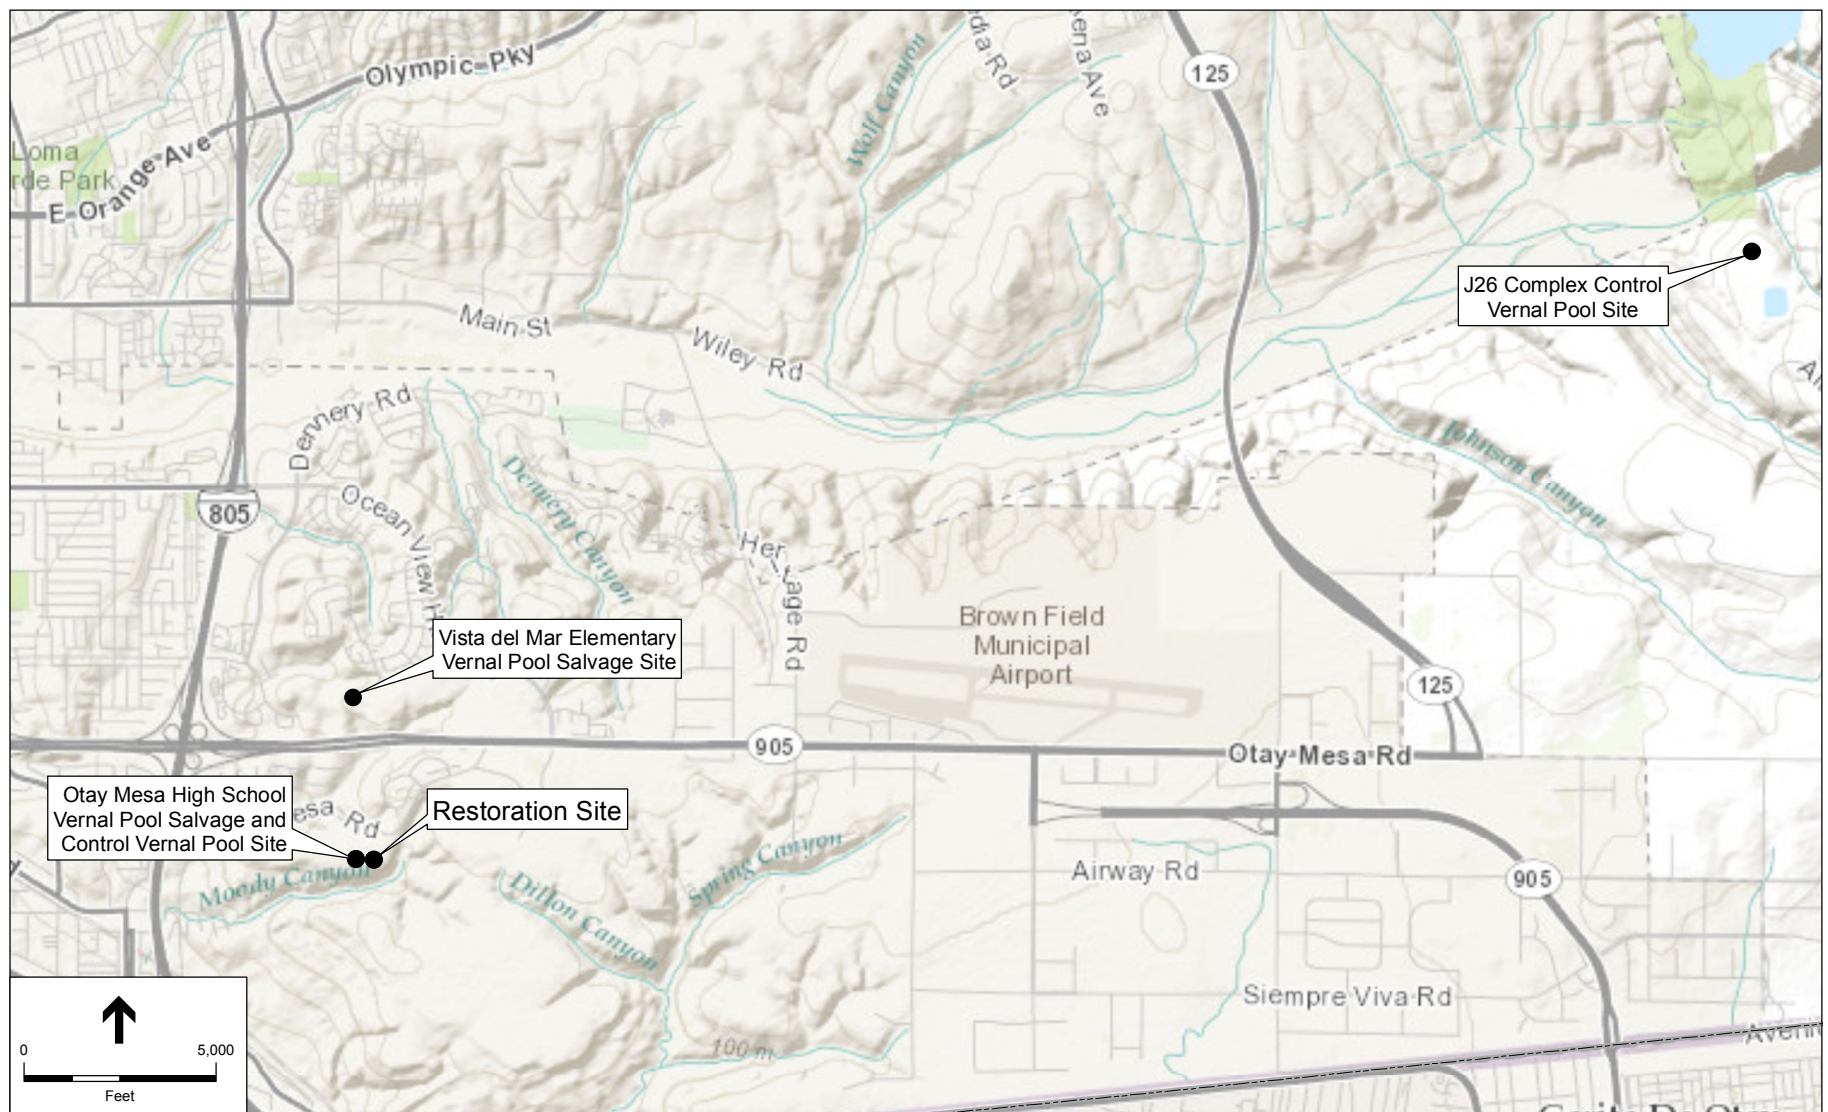 Olympic Pky
125
edia Rd
ena Ave
Wolf Canyon
Loma
rde Park
E Orange Ave
J26 Complex Control
Vernal Pool Site
Main St
Wiley Rd
Dennery Rd
Johnson Canyon
805
Ocean View H
Dennery Canyon
Her
tage Rd
Brown Field
Municipal
Airport
Vista del Mar Elementary
Vernal Pool Salvage Site
125
905
Otay Mesa Rd
Otay Mesa High School
Vernal Pool Salvage and
Control Vernal Pool Site
esa Rd
Restoration Site
Moody Canyon
Dillon Canyon
Spring Canyon
Airway Rd
905
Siempre Viva Rd
100 m
0
5,000
Feet